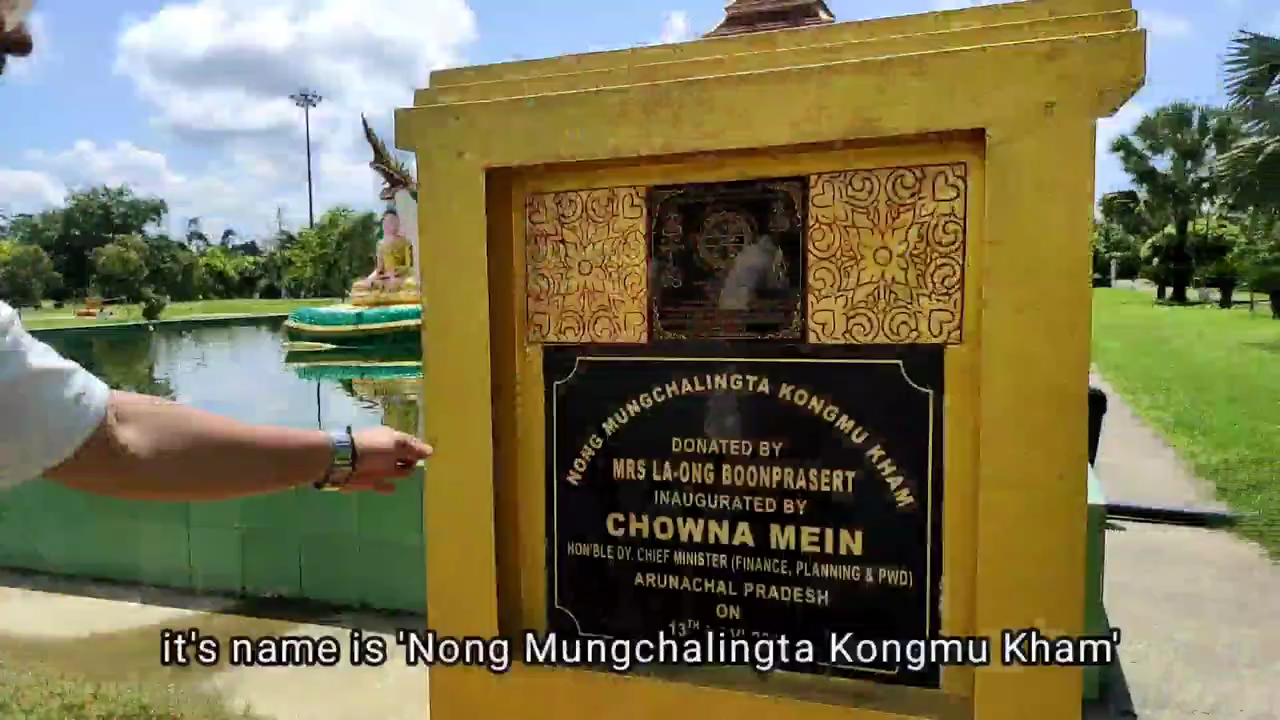 NONG MUNGCHALINGTA KONGMU KHAM
DONATED BY
MRS LA-ONG BOONPRASERT
INAUGURATED BY
CHOWNA MEIN
HON'BLE DY. CHIEF MINISTER (FINANCE, PLANNING & PWD)
ARUNACHAL PRADESH
ON
13TH
it's name is 'Nong Mungchalingta Kongmu Kham'